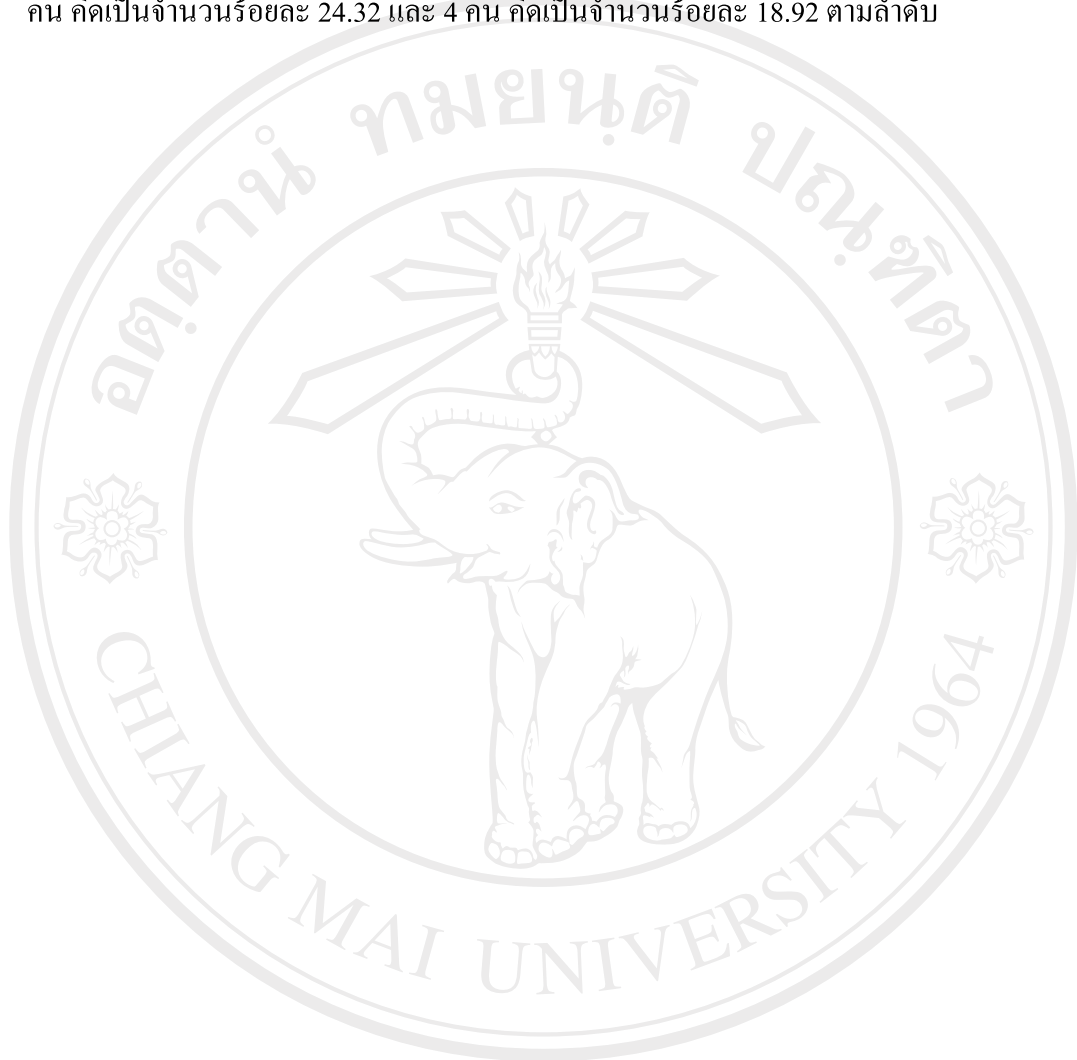 คน คิดเป็นจำนวนร้อยละ 24.32 และ 4 คน คิดเป็นจำนวนร้อยละ 18.92 ตามลำดับ
อตฺตานํ ทมยนฺติ ปณฺฑิตา
CHIANG MAI UNIVERSITY 1964